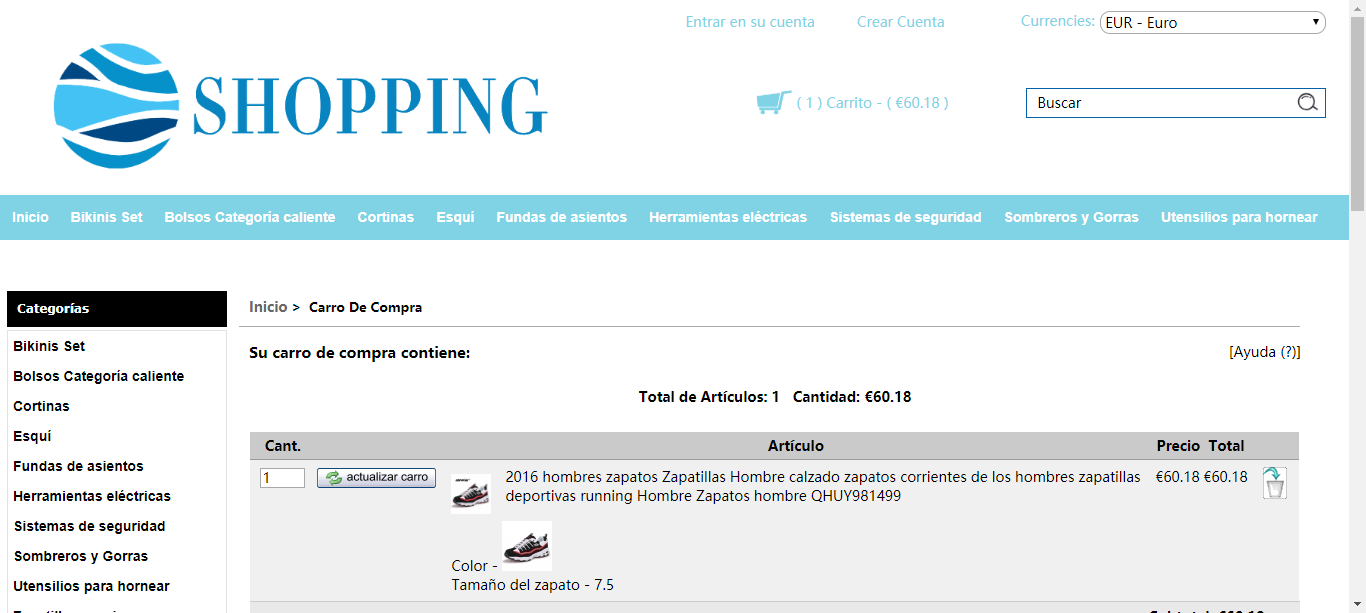 Entrar en su cuenta Crear Cuenta Currencies: EUR - Euro
SHOPPING
( 1 ) Carrito - ( €60.18 )
Buscar
Inicio Bikinis Set Bolsos Categoría caliente Cortinas Esquí Fundas de asientos Herramientas eléctricas Sistemas de seguridad Sombreros y Gorras Utensilios para hornear
Categorías
Bikinis Set
Bolsos Categoría caliente
Cortinas
Esquí
Fundas de asientos
Herramientas eléctricas
Sistemas de seguridad
Sombreros y Gorras
Utensilios para hornear
Inicio > Carro De Compra
Su carro de compra contiene:
[Ayuda (?)]
Total de Artículos: 1 Cantidad: €60.18
Cant. Artículo Precio Total
1 actualizar carro 2016 hombres zapatos Zapatillas Hombre calzado zapatos corrientes de los hombres zapatillas €60.18 €60.18
deportivas running Hombre Zapatos hombre QHUY981499
Color -
Tamaño del zapato - 7.5